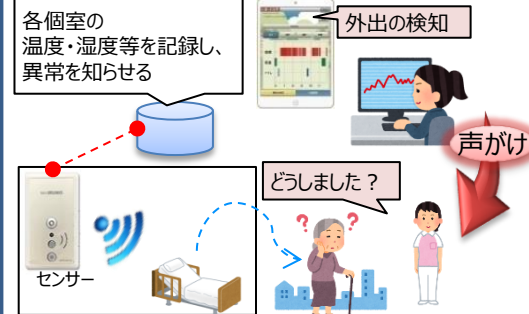 各個室の
温度・湿度等を記録し、
異常を知らせる
外出の検知
声がけ
どうしました？
センサー